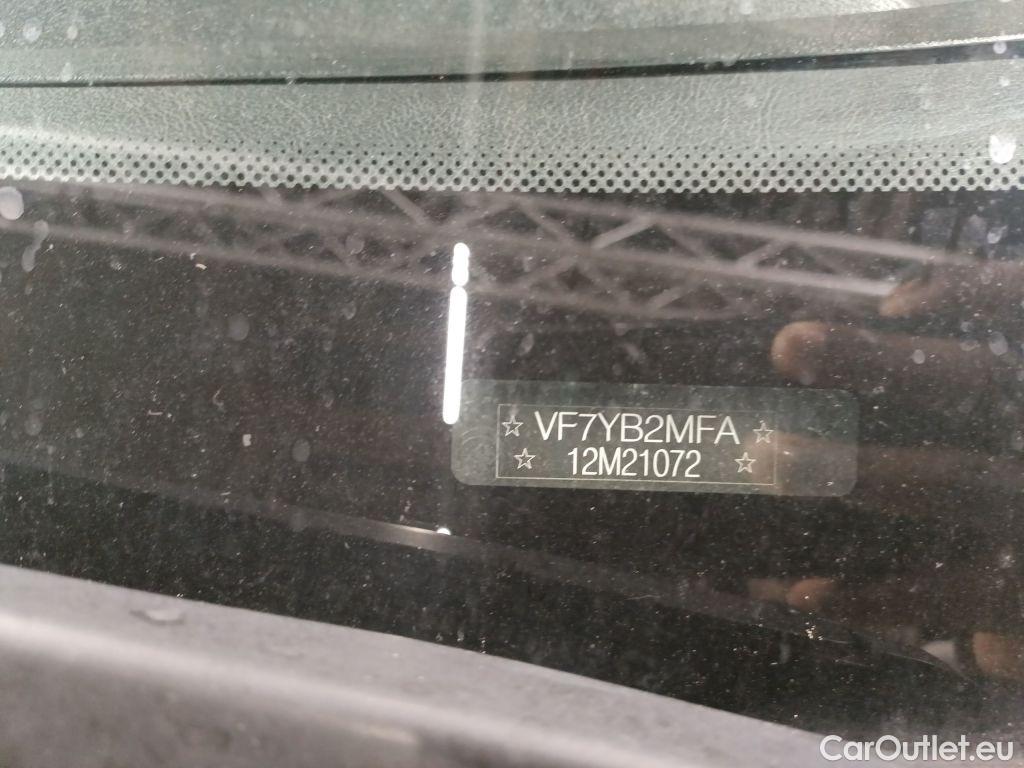 ☆ VF7YB2MFA ☆
☆ 12M21072 ☆
CarOutlet.eu